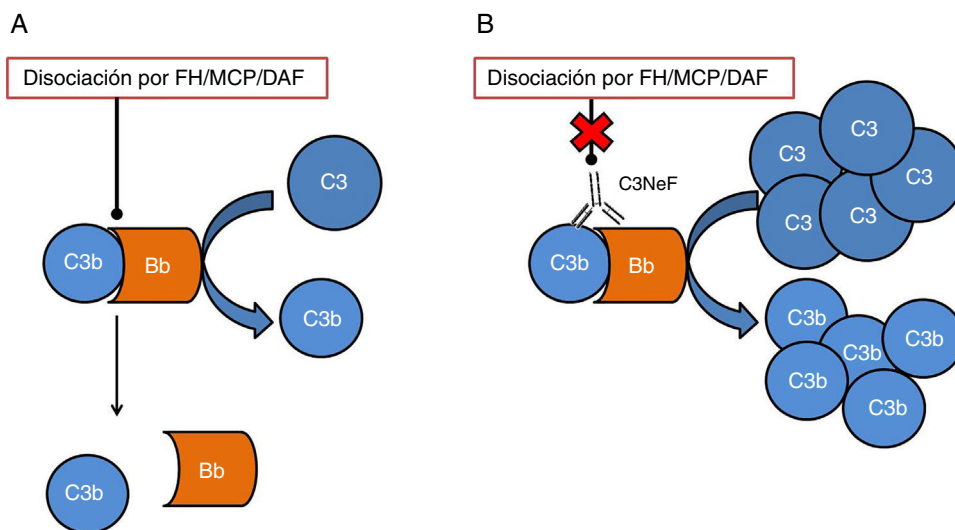 A
Disociación por FH/MCP/DAF
C3
C3b
Bb
C3b
Bb
C3b
B
Disociación por FH/MCP/DAF
C3NeF
C3
C3
C3
C3
C3
C3b
Bb
C3b
C3b
C3b
C3b
C3b